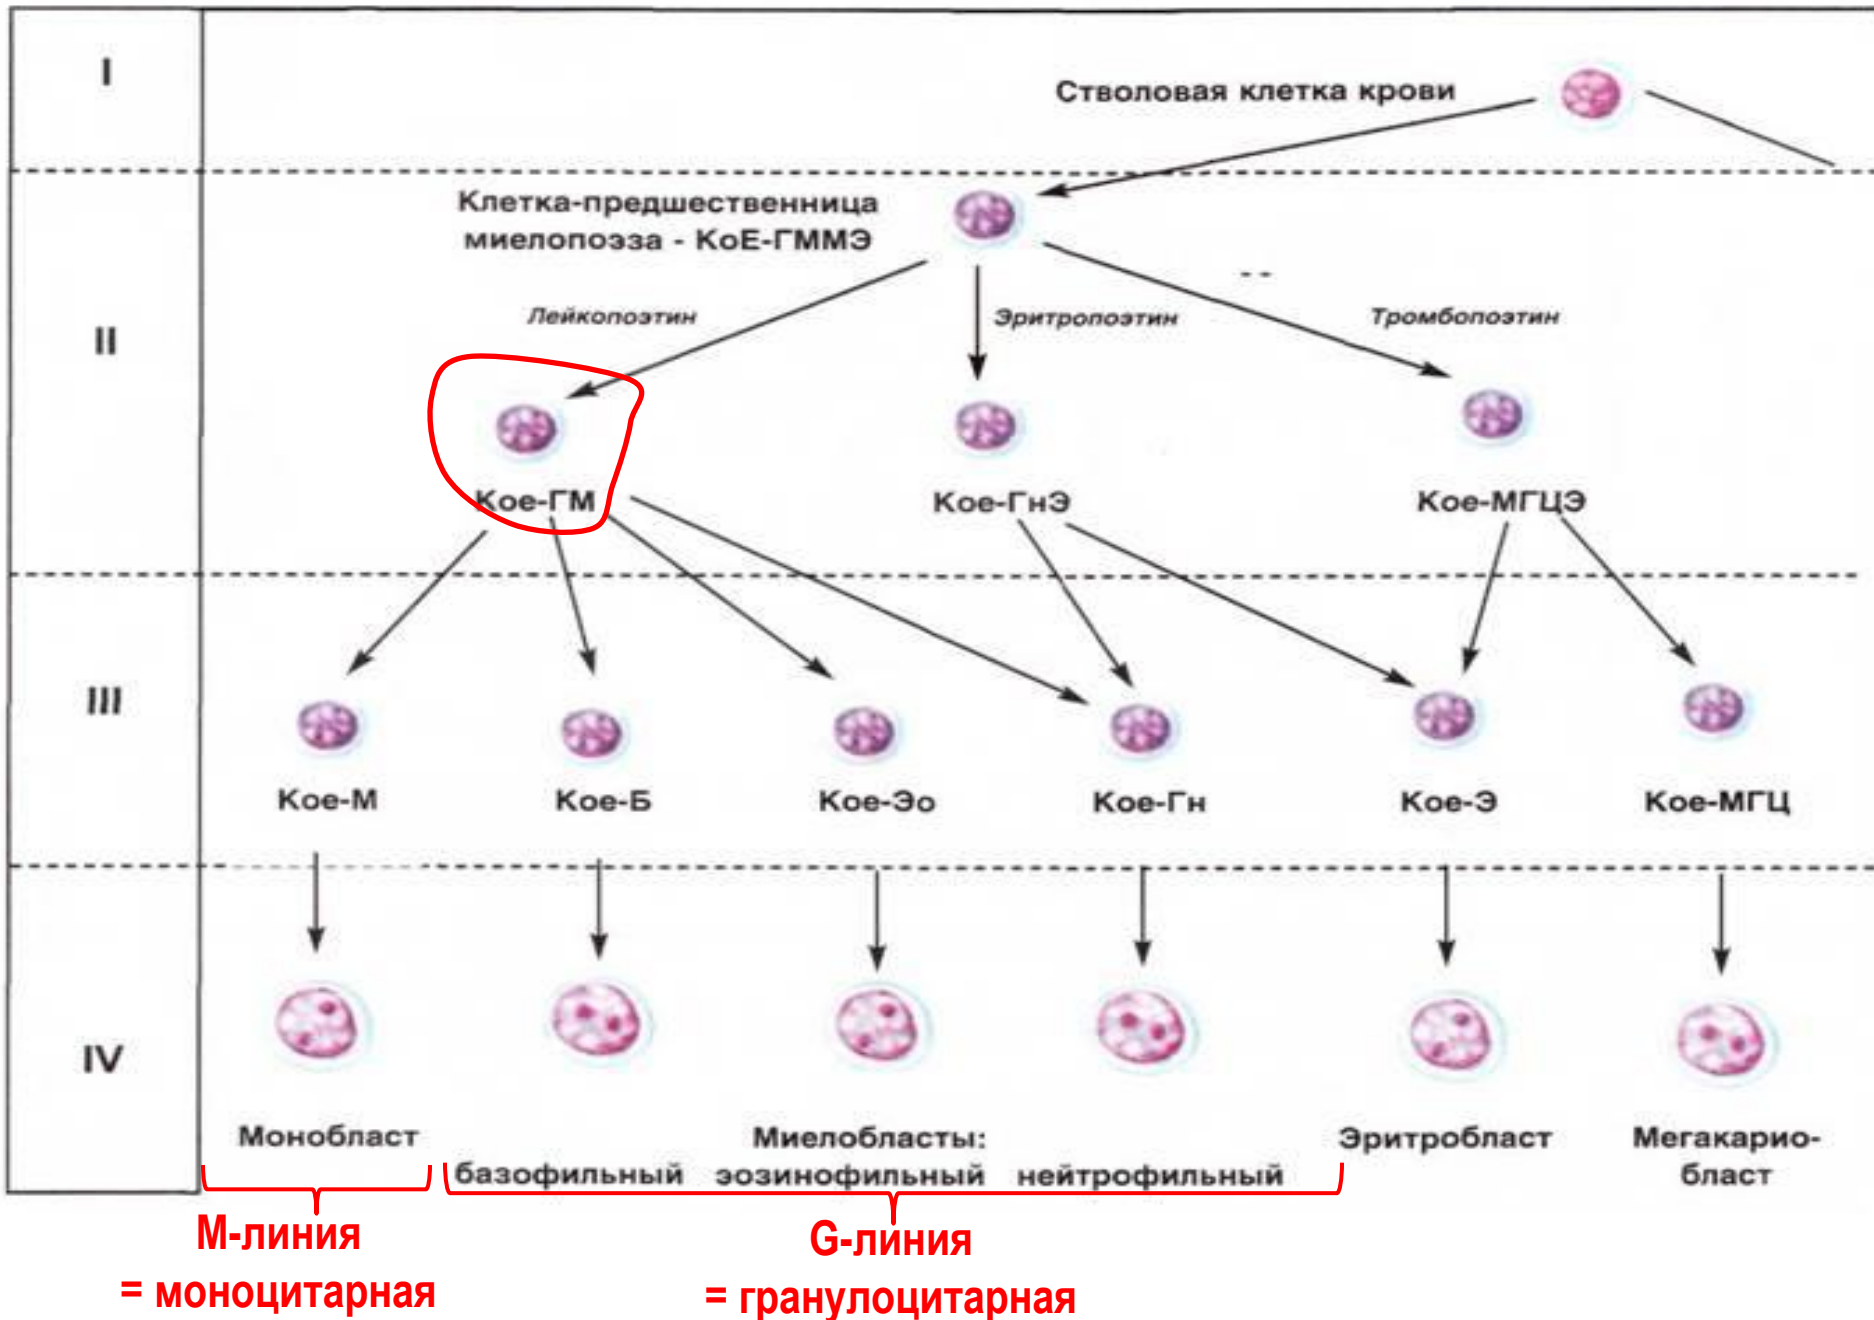 I
Стволовая клетка крови
Клетка-предшественница
миелопоэза - КоЕ-ГММЭ
II
Лейкопоэтин
Эритропоэтин
Тромбопоэтин
Кое-ГМ
Кое-ГнЭ
Кое-МГЦЭ
III
Кое-М
Кое-Б
Кое-Эо
Кое-Гн
Кое-Э
Кое-МГЦ
IV
Монобласт
Миелобласты:
базофильный
эозинофильный
нейтрофильный
Эритробласт
Мегакарио-
бласт
М-линия
= моноцитарная
G-линия
= гранулоцитарная